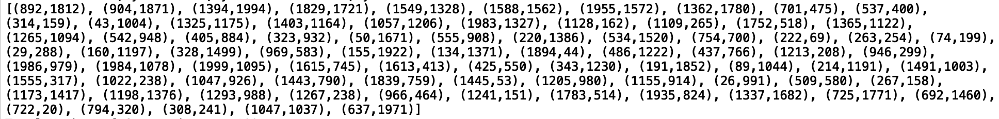 [(892,1812), (904,1871), (1394,1994), (1829,1721), (1549,1328), (1588,1562), (1955,1572), (1362,1780), (701,475), (537,400),
(314,159), (43,1004), (1325,1175), (1403,1164), (1057,1206), (1983,1327), (1128,162), (1109,265), (1752,518), (1365,1122),
(1265,1094), (542,948), (405,884), (323,932), (50,1671), (555,908), (220,1386), (534,1520), (754,700), (222,69), (263,254), (74,199),
(29,288), (160,1197), (328,1499), (969,583), (155,1922), (134,1371), (1894,44), (486,1222), (437,766), (1213,208), (946,299),
(1986,979), (1984,1078), (1999,1095), (1615,745), (1613,413), (425,550), (343,1230), (191,1852), (89,1044), (214,1191), (1491,1003),
(1555,317), (1022,238), (1047,926), (1443,790), (1839,759), (1445,53), (1205,980), (1155,914), (26,991), (509,580), (267,158),
(1173,1417), (1198,1376), (1293,988), (1267,238), (966,464), (1241,151), (1783,514), (1935,824), (1337,1682), (725,1771), (692,1460),
(722,20), (794,320), (308,241), (1047,1037), (637,1971)]